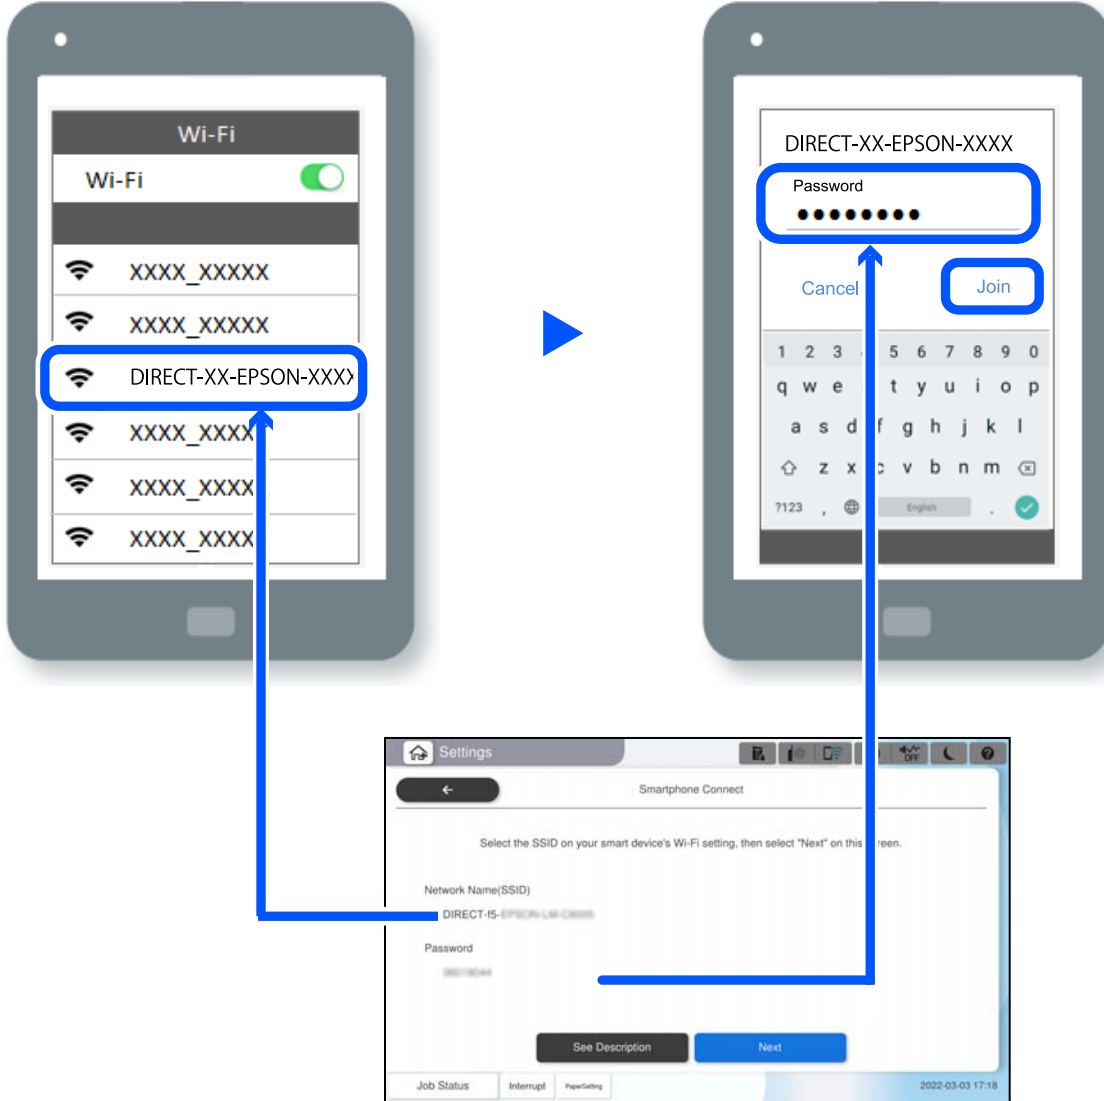 Wi-Fi
Wi-Fi
XXXX_XXXXX
XXXX_XXXXX
DIRECT-XX-EPSON-XXXX
XXXX_XXXX
XXXX_XXXX
XXXX_XXXX
DIRECT-XX-EPSON-XXXX
Password
Cancel
Join
1 2 3 5 6 7 8 9 0
q w e t y u i o p
a s d f g h j k l
z x c v b n m
?123 , English .
Settings
OFF
Smartphone Connect
Select the SSID on your smart device's Wi-Fi setting, then select "Next" on this screen.
Network Name(SSID)
DIRECT-f5-
Password
See Description
Next
Job Status
Interrupt
PaperSetting
2022-03-03 17:18